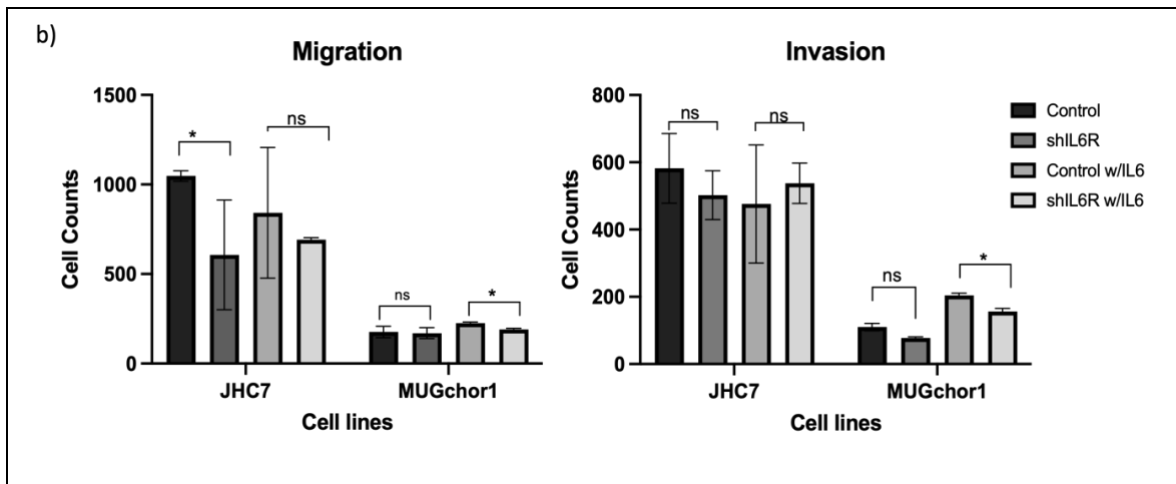 b)
Migration
Cell Counts
1500
1000
500
0
*
ns
ns
*
JHC7
MUGchor1
Cell lines
Invasion
Cell Counts
800
600
400
200
0
ns
ns
ns
*
JHC7
MUGchor1
Cell lines
Control
shIL6R
Control w/IL6
shIL6R w/IL6